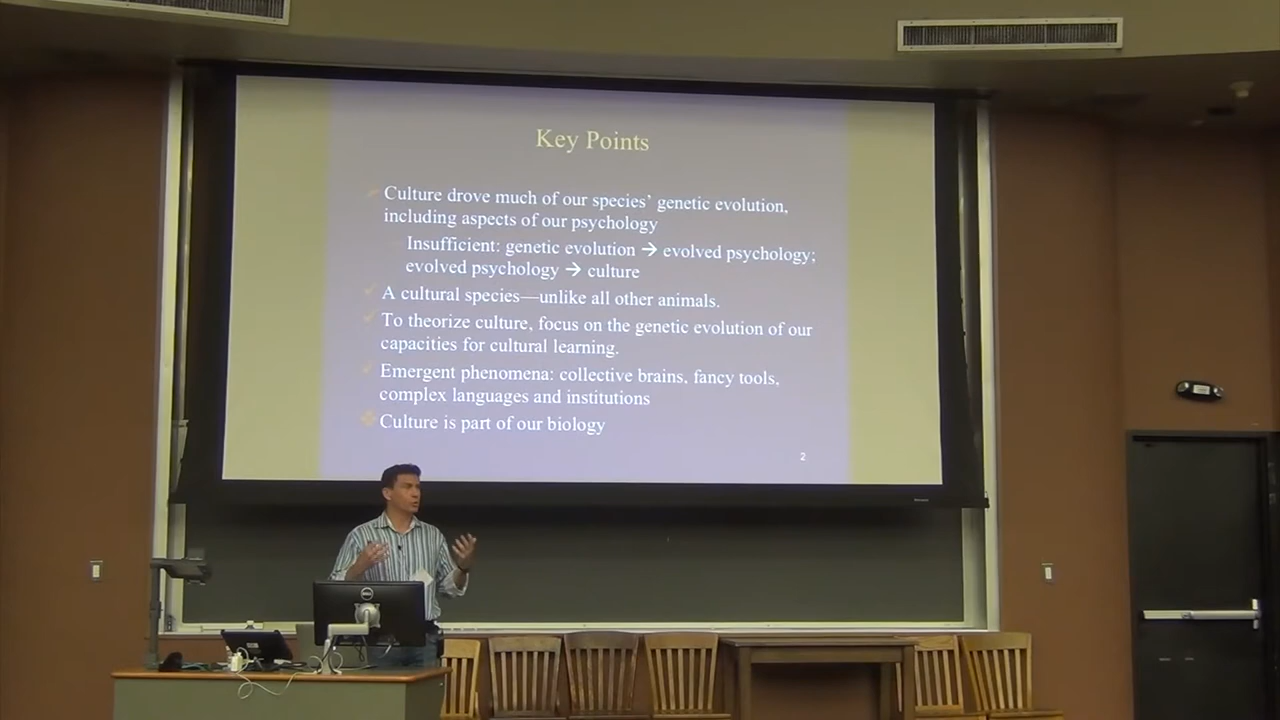 Key Points
Culture drove much of our species’ genetic evolution,
including aspects of our psychology
Insufficient: genetic evolution → evolved psychology;
evolved psychology → culture
A cultural species—unlike all other animals.
To theorize culture, focus on the genetic evolution of our
capacities for cultural learning.
Emergent phenomena: collective brains, fancy tools,
complex languages and institutions
Culture is part of our biology
2
DELL